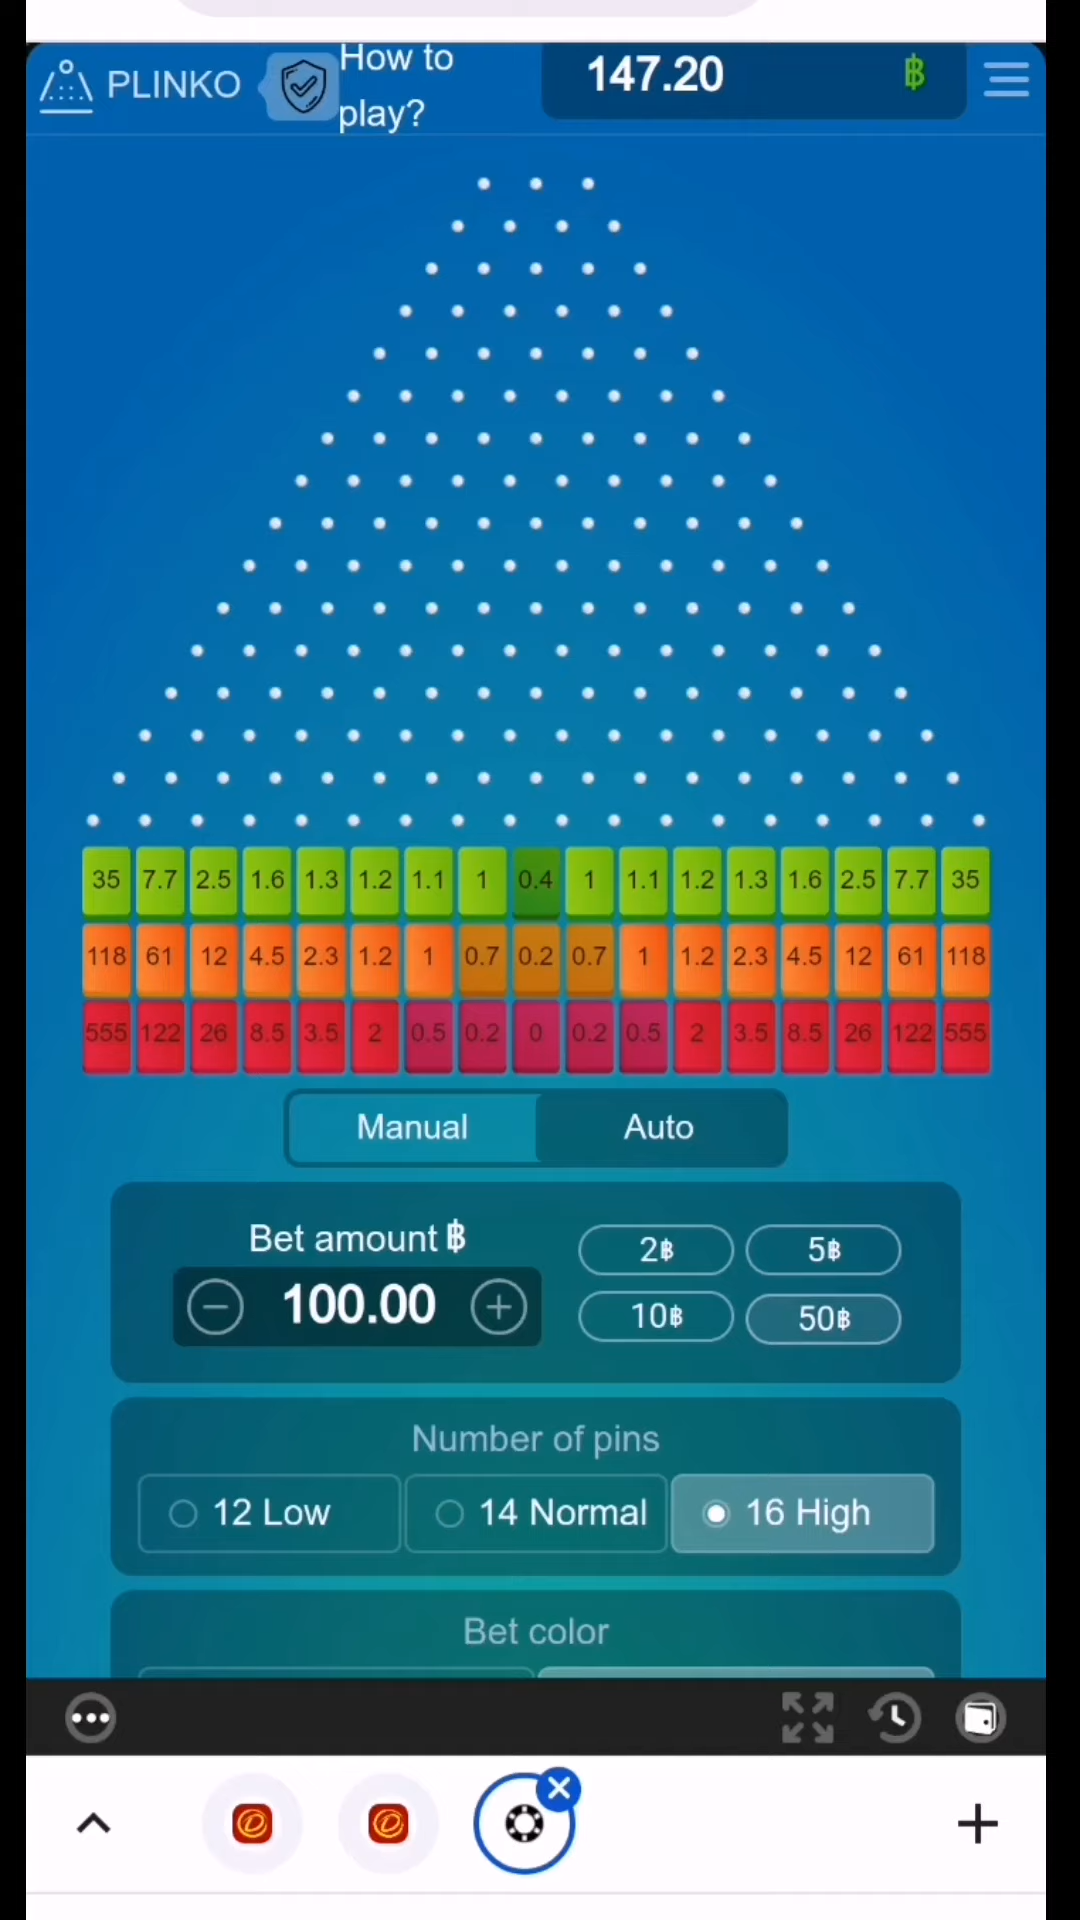 PLINKO
How to
play?
147.20 ฿
35 7.7 2.5 1.6 1.3 1.2 1.1 1 0.4 1 1.1 1.2 1.3 1.6 2.5 7.7 35
118 61 12 4.5 2.3 1.2 1 0.7 0.2 0.7 1 1.2 2.3 4.5 12 61 118
555 122 26 8.5 3.5 2 0.5 0.2 0 0.2 0.5 2 3.5 8.5 26 122 555
Manual Auto
Bet amount ฿
100.00
2฿ 5฿
10฿ 50฿
Number of pins
12 Low 14 Normal 16 High
Bet color